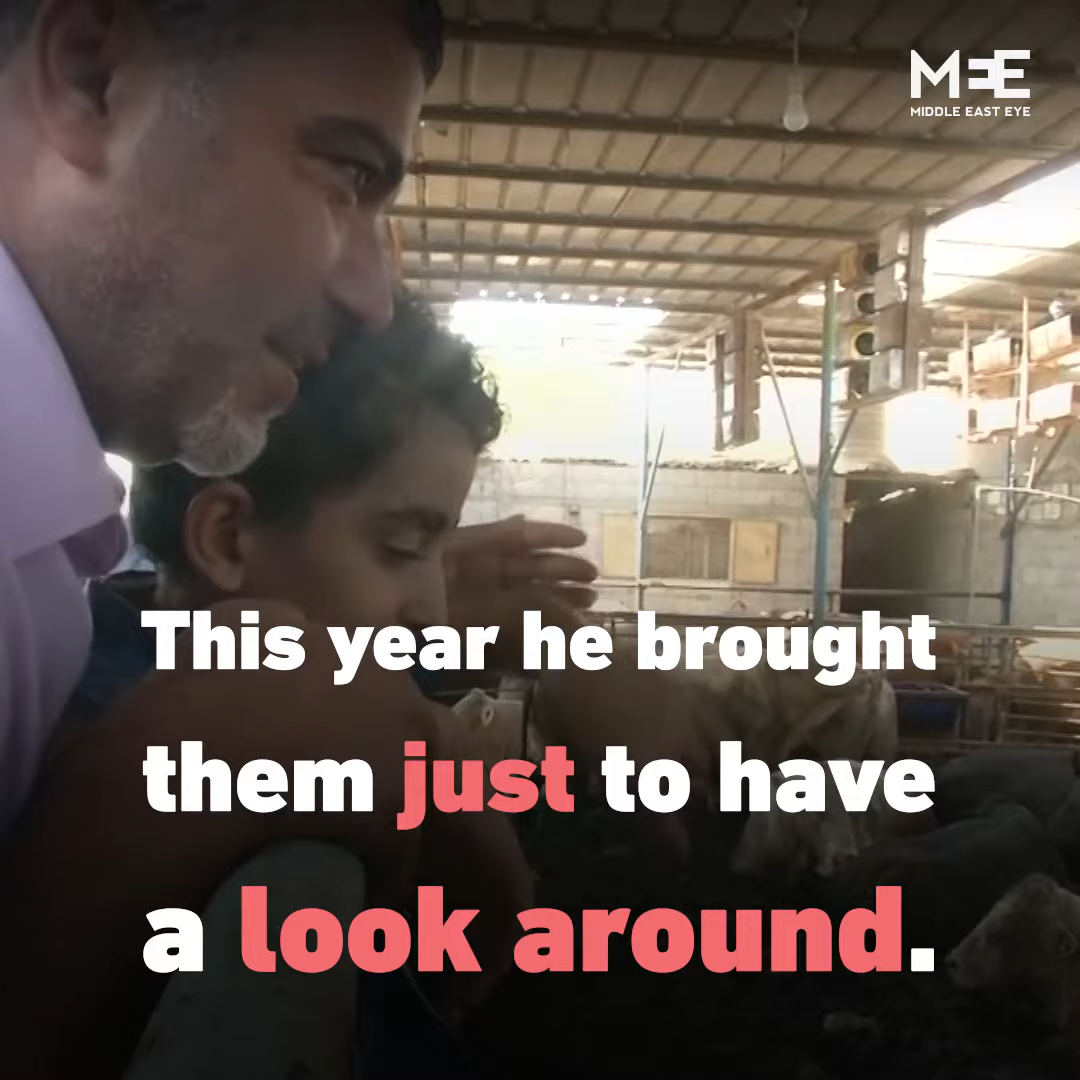 MEE
MIDDLE EAST EYE
This year he brought
them just to have
a look around.